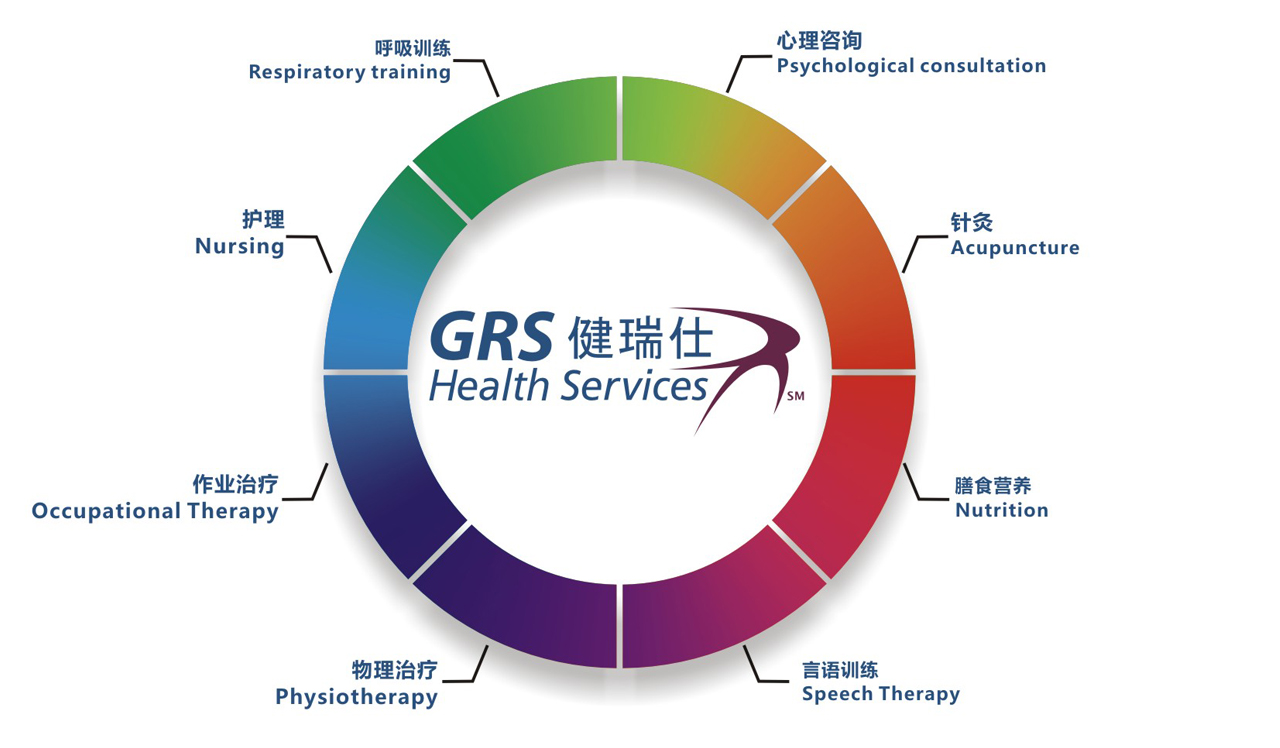 呼吸训练
Respiratory training
心理咨询
Psychological consultation
护理
Nursing
针灸
Acupuncture
GRS 健瑞仕
Health Services
SM
作业治疗
Occupational Therapy
膳食营养
Nutrition
物理治疗
Physiotherapy
言语训练
Speech Therapy